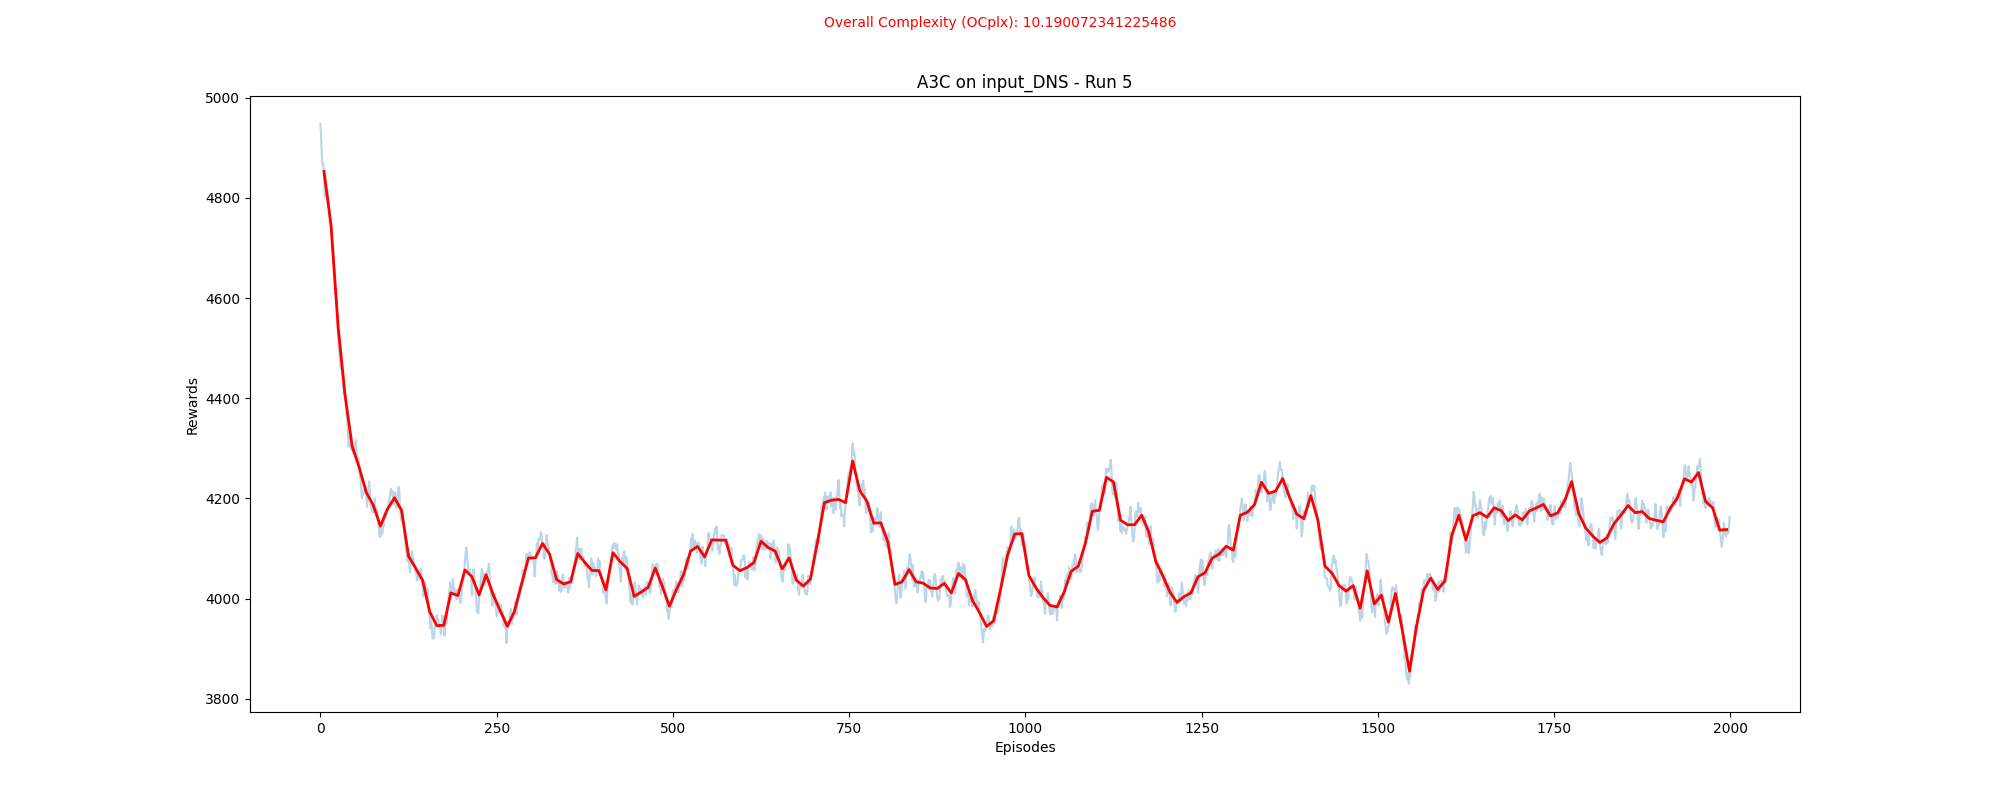 Overall Complexity (OCplx): 10.190072341225486
A3C on input_DNS - Run 5
5000
4800
4600
4400
4200
4000
3800
Rewards
0 250 500 750 1000 1250 1500 1750 2000
Episodes